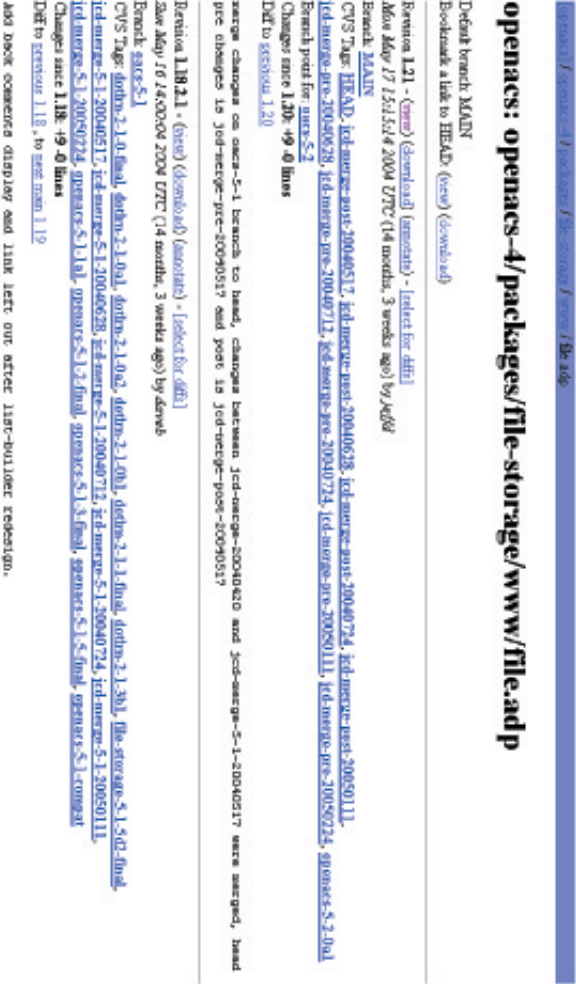 openacs / openacs-4 / packages / file-storage / www / file.adp
openacs: openacs-4/packages/file-storage/www/file.adp
Default branch: MAIN
Bookmark a link to HEAD: (view) (download)
Revision 1.21 - (view) (download) (annotate) - [select for diffs]
Mon May 17 15:15:14 2004 UTC (14 months, 3 weeks ago) by jeffd
Branch: MAIN
CVS Tags: HEAD, jcd-merge-post-20040517, jcd-merge-post-20040628, jcd-merge-post-20040724, jcd-merge-post-20050111,
jcd-merge-pre-20040628, jcd-merge-pre-20040712, jcd-merge-pre-20040724, jcd-merge-pre-20050111, jcd-merge-pre-20050224, openacs-5-2-0a1
Branch point for: oacs-5-2
Changes since 1.20: +9 -0 lines
Diff to previous 1.20
merge changes on oacs-5-1 branch to head, changes between jcd-merge-20040420 and jcd-merge-5-1-20040517 were merged, head
pre changes is jcd-merge-pre-20040517 and post is jcd-merge-post-20040517
Revision 1.18.2.1 - (view) (download) (annotate) - [select for diffs]
Sun May 16 14:00:04 2004 UTC (14 months, 3 weeks ago) by daveb
Branch: oacs-5-1
CVS Tags: dotlrn-2-1-0-final, dotlrn-2-1-0a1, dotlrn-2-1-0a2, dotlrn-2-1-0b1, dotlrn-2-1-1-final, dotlrn-2-1-3b1, file-storage-5-1-5d2-final,
jcd-merge-5-1-20040517, jcd-merge-5-1-20040628, jcd-merge-5-1-20040712, jcd-merge-5-1-20040724, jcd-merge-5-1-20050111,
jcd-merge-5-1-20050224, openacs-5-1-1a1, openacs-5-1-2-final, openacs-5-1-3-final, openacs-5-1-5-final, openacs-5-1-compat
Changes since 1.18: +9 -0 lines
Diff to previous 1.18 , to next main 1.19
Add back comments display and link left out after list-builder redesign.